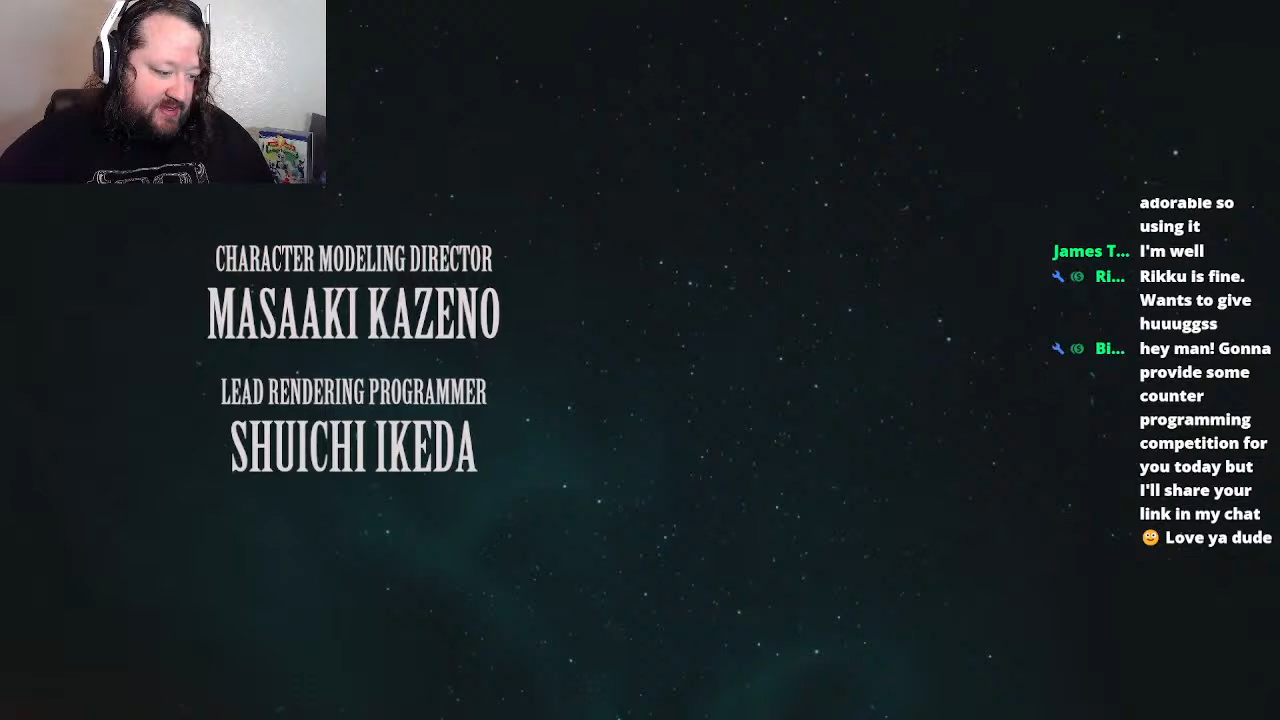 CHARACTER MODELING DIRECTOR
MASAAKI KAZENO
LEAD RENDERING PROGRAMMER
SHUICHI IKEDA
adorable so
using it
James T... I'm well
Ri... Rikku is fine.
Wants to give
huuuggss
Bi... hey man! Gonna
provide some
counter
programming
competition for
you today but
I'll share your
link in my chat
Love ya dude